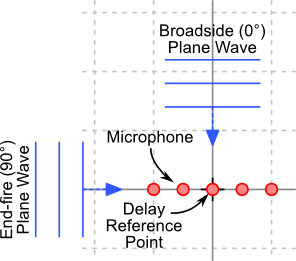 Broadside (0°)
Plane Wave
End-fire (90°)
Plane Wave
Microphone
Delay
Reference
Point